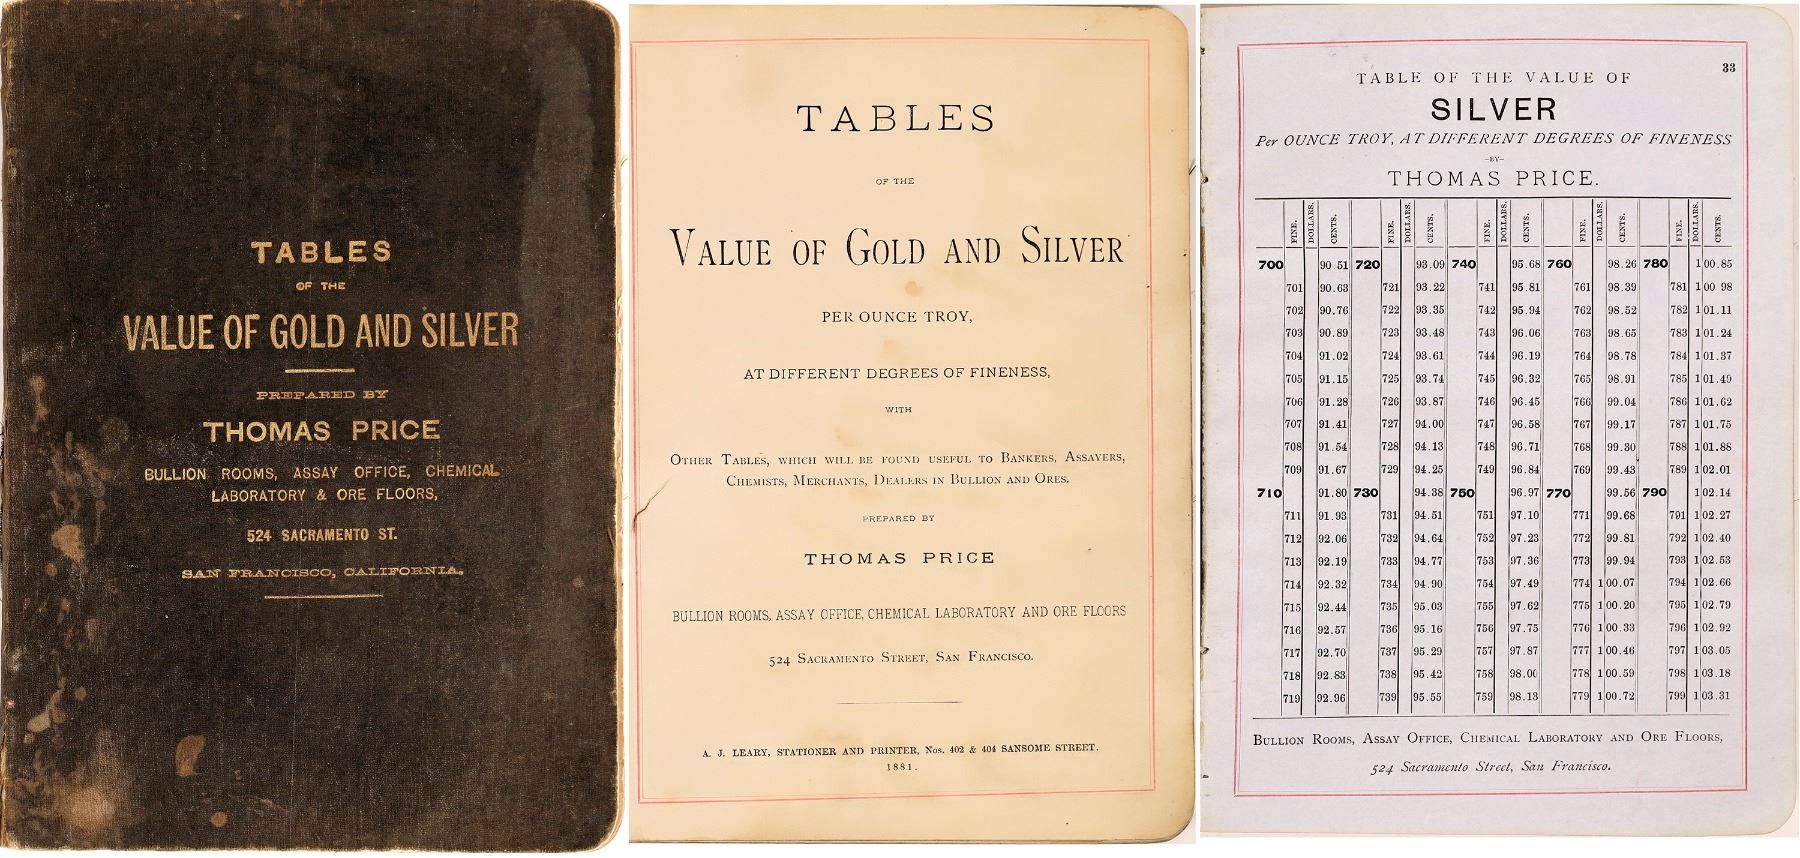 TABLES
OF THE
VALUE OF GOLD AND SILVER
PREPARED BY
THOMAS PRICE
BULLION ROOMS, ASSAY OFFICE, CHEMICAL
LABORATORY & ORE FLOORS,
524 SACRAMENTO ST.
SAN FRANCISCO, CALIFORNIA.
TABLES
OF THE
VALUE OF GOLD AND SILVER
PER OUNCE TROY,
AT DIFFERENT DEGREES OF FINENESS,
WITH
OTHER TABLES, WHICH WILL BE FOUND USEFUL TO BANKERS, ASSAYERS,
CHEMISTS, MERCHANTS, DEALERS IN BULLION AND ORES.
PREPARED BY
THOMAS PRICE
BULLION ROOMS, ASSAY OFFICE, CHEMICAL LABORATORY AND ORE FLOORS
524 SACRAMENTO STREET, SAN FRANCISCO.
A. J. LEARY, STATIONER AND PRINTER, Nos. 402 & 404 SANSOME STREET.
1881.
33
TABLE OF THE VALUE OF
SILVER
Per OUNCE TROY, AT DIFFERENT DEGREES OF FINENESS
-BY-
THOMAS PRICE.
FINE. DOLLARS. CENTS. FINE. DOLLARS. CENTS. FINE. DOLLARS. CENTS. FINE. DOLLARS. CENTS. FINE. DOLLARS. CENTS.
700 90 51 720 93.09 740 95.68 760 98.26 780 1 00.85
701 90.63 721 93.22 741 95.81 761 98.39 781 1 00 98
702 90.76 722 93.35 742 95.94 762 98.52 782 1 01.11
703 90.89 723 93.48 743 96.06 763 98.65 783 1 01.24
704 91.02 724 93.61 744 96.19 764 98.78 784 1 01.37
705 91.15 725 93.74 745 96.32 765 98.91 785 1 01.49
706 91.28 726 93.87 746 96.45 766 99.04 786 1 01.62
707 91.41 727 94.00 747 96.58 767 99.17 787 1 01.75
708 91.54 728 94.13 748 96.71 768 99.30 788 1 01.88
709 91.67 729 94.25 749 96.84 769 99.43 789 1 02.01
710 91.80 730 94.38 750 96.97 770 99.56 790 1 02.14
711 91.93 731 94.51 751 97.10 771 99.68 791 1 02.27
712 92.06 732 94.64 752 97.23 772 99.81 792 1 02.40
713 92.19 733 94.77 753 97.36 773 99.94 793 1 02.53
714 92.32 734 94.90 754 97.49 774 1 00.07 794 1 02.66
715 92.44 735 95.03 755 97.62 775 1 00.20 795 1 02.79
716 92.57 736 95.16 756 97.75 776 1 00.33 796 1 02.92
717 92.70 737 95.29 757 97.87 777 1 00.46 797 1 03.05
718 92.83 738 95.42 758 98.00 778 1 00.59 798 1 03.18
719 92.96 739 95.55 759 98.13 779 1 00.72 799 1 03.31
BULLION ROOMS, ASSAY OFFICE, CHEMICAL LABORATORY AND ORE FLOORS,
524 Sacramento Street, San Francisco.